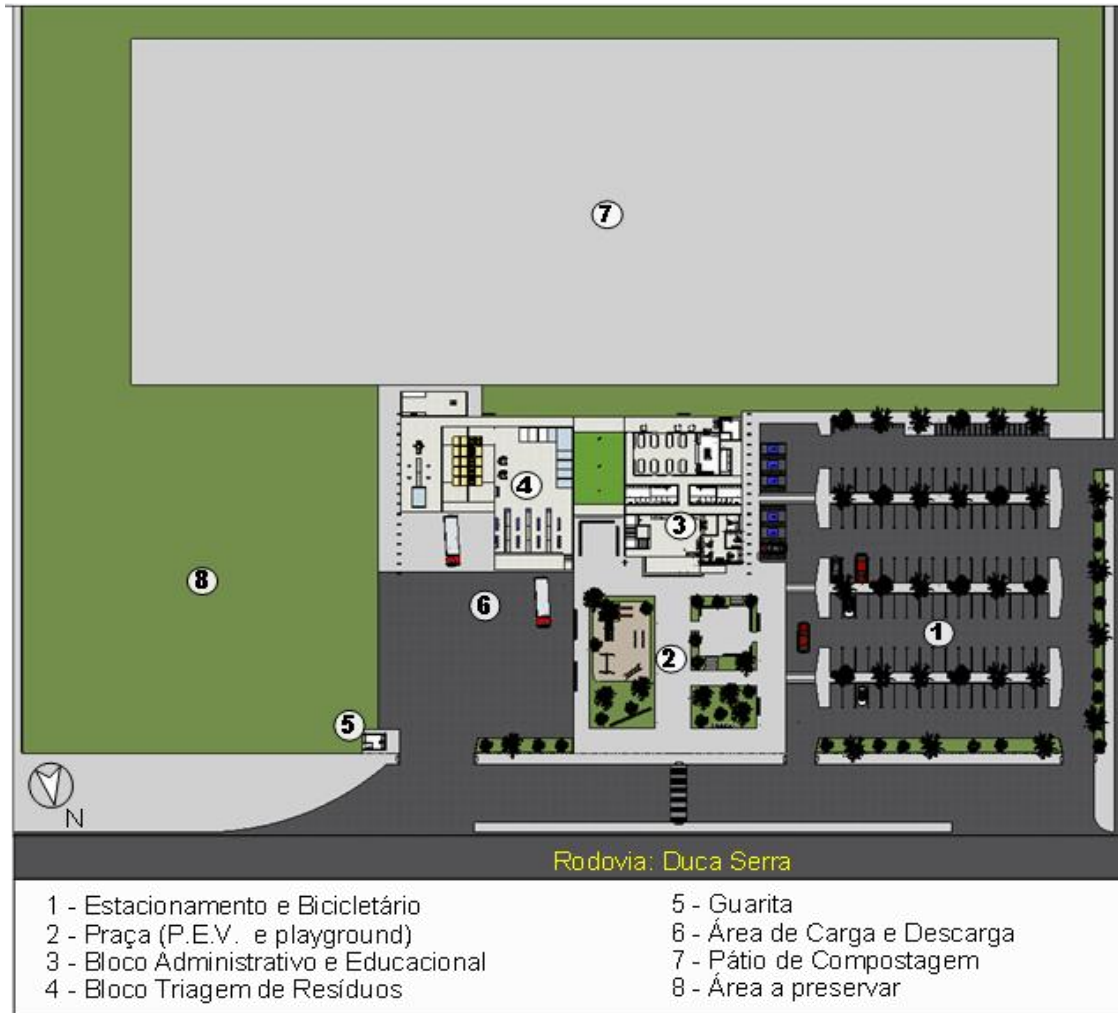 7
4
3
8
6
1
2
5
N
Rodovia: Duca Serra
1 - Estacionamento e Bicicletário
2 - Praça (P.E.V. e playground)
3 - Bloco Administrativo e Educacional
4 - Bloco Triagem de Resíduos
5 - Guarita
6 - Área de Carga e Descarga
7 - Pátio de Compostagem
8 - Área a preservar